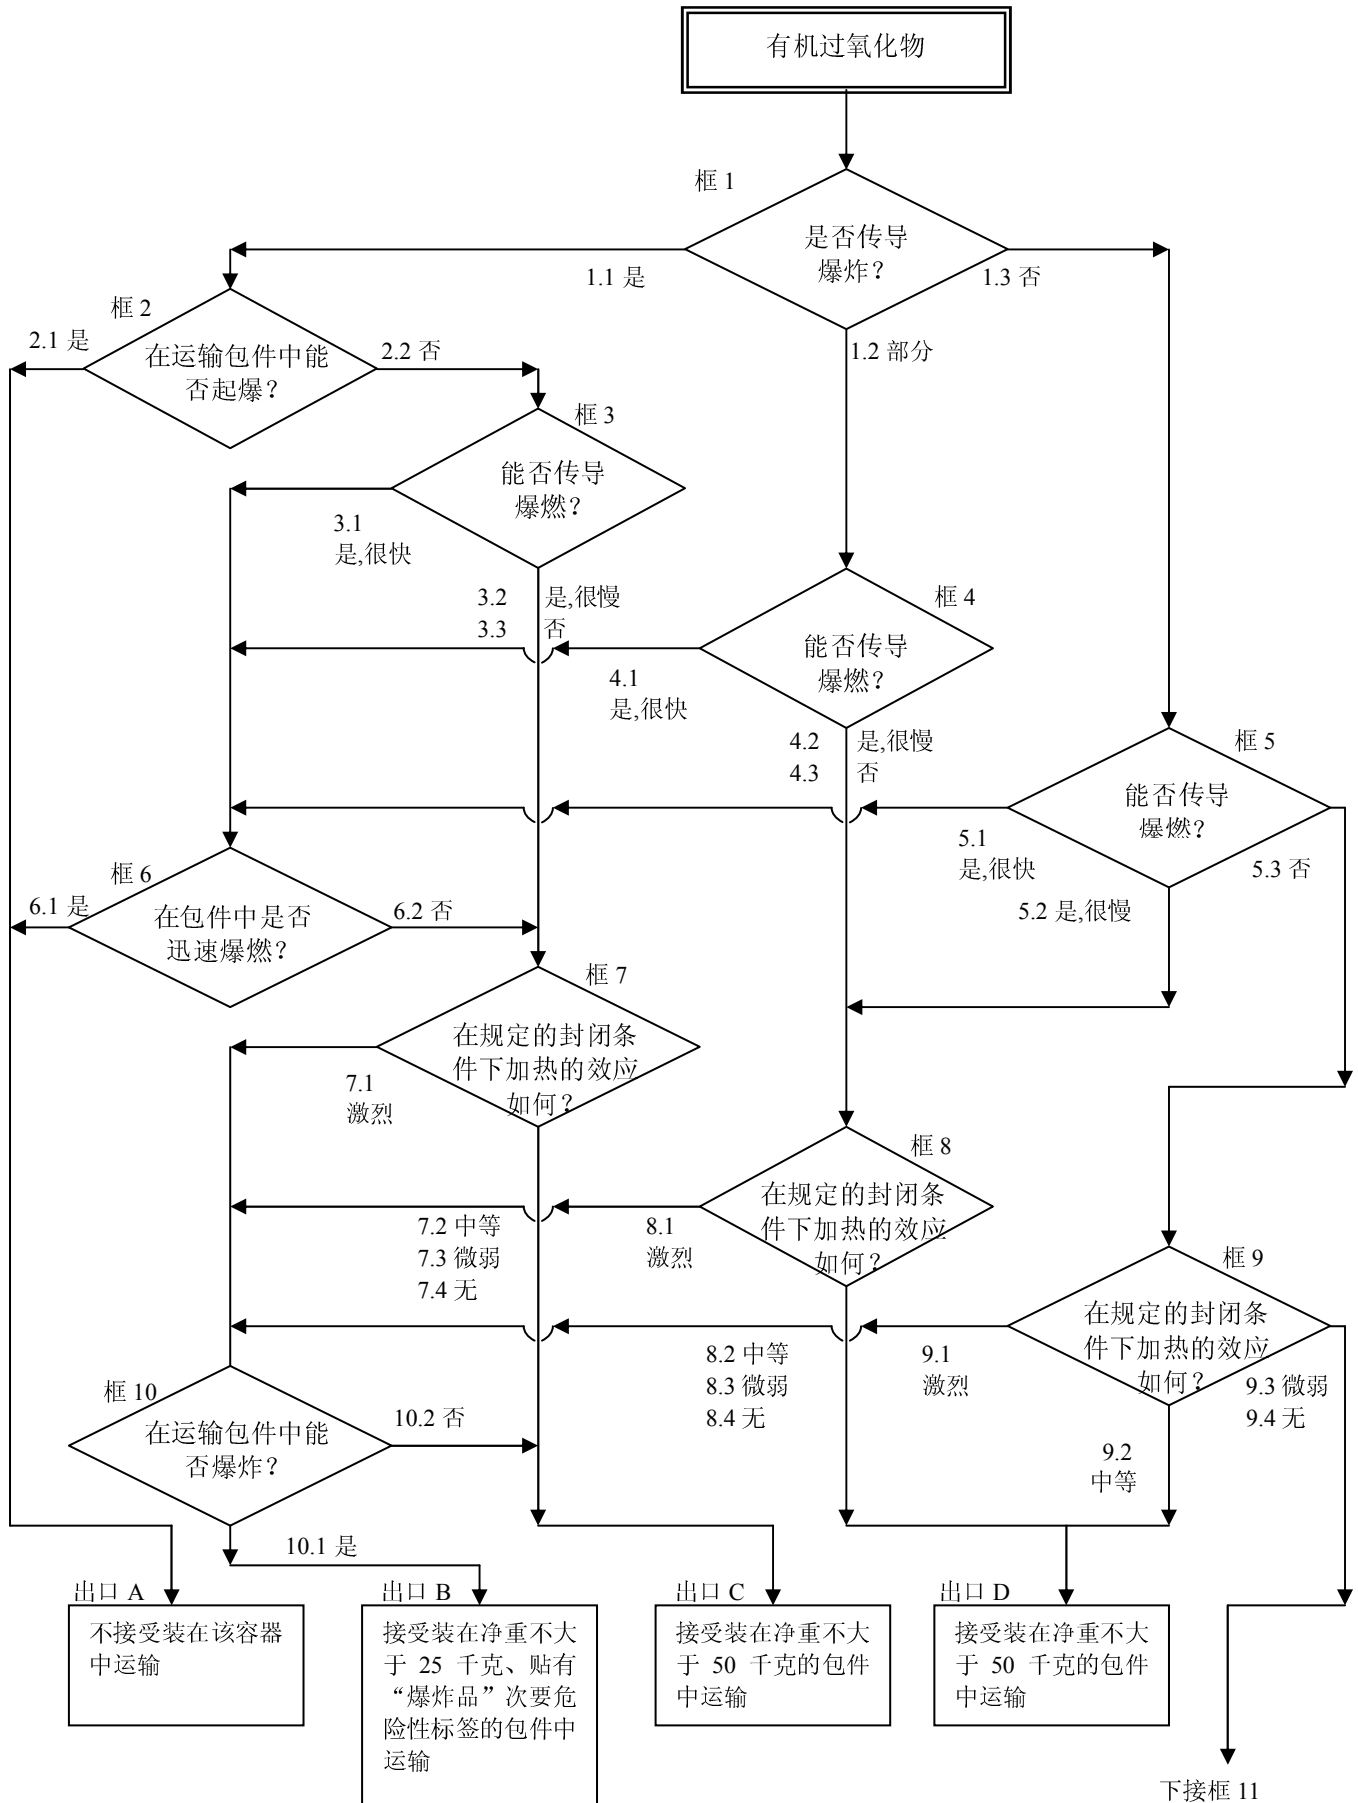 有机过氧化物
框 1
是否传导
爆炸？
1.1 是
1.3 否
1.2 部分
框 2
2.1 是
2.2 否
在运输包件中能
否起爆？
框 3
能否传导
爆燃？
3.1
是,很快
3.2 是,很慢
3.3 否
框 4
能否传导
爆燃？
4.1
是,很快
4.2 是,很慢
4.3 否
框 5
能否传导
爆燃？
5.1
是,很快
5.3 否
5.2 是,很慢
框 6
6.1 是
6.2 否
在包件中是否
迅速爆燃？
框 7
在规定的封闭条
件下加热的效应
如何？
7.1
激烈
7.2 中等
7.3 微弱
7.4 无
框 8
在规定的封闭条
件下加热的效应
如何？
8.1
激烈
8.2 中等
8.3 微弱
8.4 无
框 9
在规定的封闭条
件下加热的效应
如何？
9.1
激烈
9.3 微弱
9.4 无
9.2
中等
框 10
在运输包件中能
否爆炸？
10.2 否
10.1 是
出口 A
不接受装在该容器
中运输
出口 B
接受装在净重不大
于 25 千克、贴有
“爆炸品”次要危
险性标签的包件中
运输
出口 C
接受装在净重不大
于 50 千克的包件
中运输
出口 D
接受装在净重不大
于 50 千克的包件
中运输
下接框 11